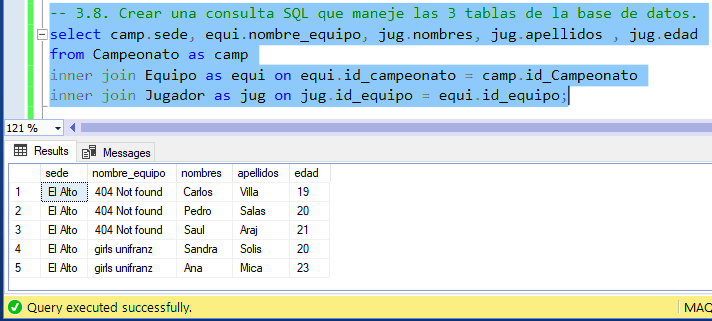 -- 3.8. Crear una consulta SQL que maneje las 3 tablas de la base de datos.
select camp.sede, equi.nombre_equipo, jug.nombres, jug.apellidos , jug.edad
from Campeonato as camp
inner join Equipo as equi on equi.id_campeonato = camp.id_Campeonato
inner join Jugador as jug on jug.id_equipo = equi.id_equipo;
121 %
Results Messages
sede nombre_equipo nombres apellidos edad
1 El Alto 404 Not found Carlos Villa 19
2 El Alto 404 Not found Pedro Salas 20
3 El Alto 404 Not found Saul Araj 21
4 El Alto girls unifranz Sandra Solis 20
5 El Alto girls unifranz Ana Mica 23
Query executed successfully. MAQ